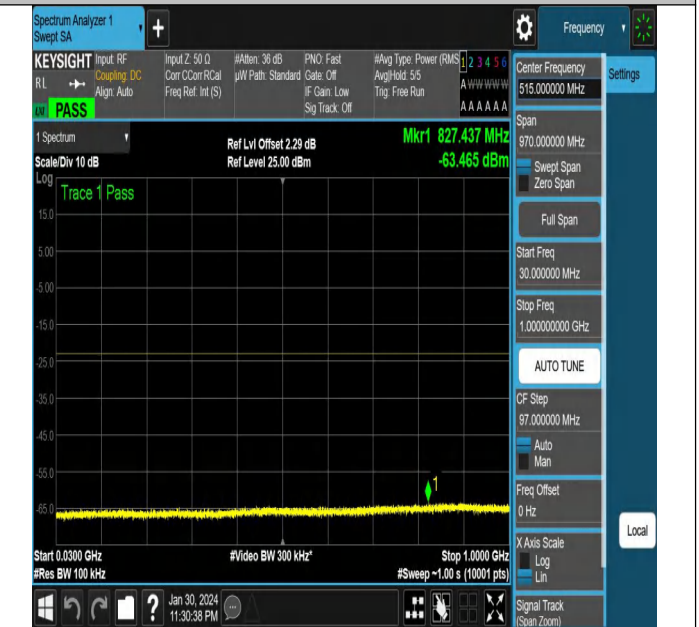 Spectrum Analyzer 1
Swept SA
+
Frequency
KEYSIGHT
RL
PASS
Input: RF
Coupling: DC
Align: Auto
Input Z: 50 Ω
Corr CCorr RCal
Freq Ref: Int (S)
#Atten: 36 dB
µW Path: Standard
PNO: Fast
Gate: Off
IF Gain: Low
Sig Track: Off
#Avg Type: Power (RMS
Avg|Hold: 5/5
Trig: Free Run
1 2 3 4 5 6
A W W W W W
A A A A A A
1 Spectrum
Scale/Div 10 dB
Ref Lvl Offset 2.29 dB
Ref Level 25.00 dBm
Mkr1 827.437 MHz
-63.465 dBm
Log
Trace 1 Pass
15.0
5.00
-5.00
-15.0
-25.0
-35.0
-45.0
-55.0
-65.0
1
Start 0.0300 GHz
#Res BW 100 kHz
#Video BW 300 kHz*
Stop 1.0000 GHz
#Sweep ~1.00 s (10001 pts)
?
Jan 30, 2024
11:30:38 PM
Center Frequency
515.000000 MHz
Settings
Span
970.000000 MHz
Swept Span
Zero Span
Full Span
Start Freq
30.000000 MHz
Stop Freq
1.000000000 GHz
AUTO TUNE
CF Step
97.000000 MHz
Auto
Man
Freq Offset
0 Hz
X Axis Scale
Log
Lin
Local
Signal Track
(Span Zoom)